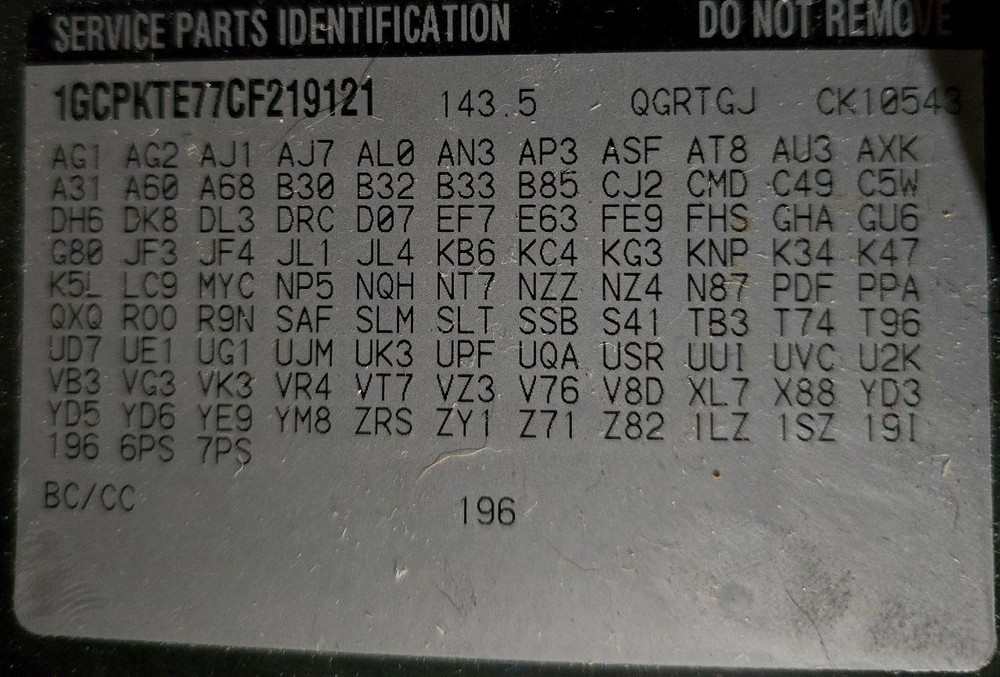 SERVICE PARTS IDENTIFICATION DO NOT REMOVE
1GCPKTE77CF219121 143.5 QGRTGJ CK10543
AG1 AG2 AJ1 AJ7 AL0 AN3 AP3 ASF AT8 AU3 AXK
A31 A60 A68 B30 B32 B33 B85 CJ2 CMD C49 C5W
DH6 DK8 DL3 DRC D07 EF7 E63 FE9 FHS GHA GU6
G80 JF3 JF4 JL1 JL4 KB6 KC4 KG3 KNP K34 K47
K5L LC9 MYC NP5 NQH NT7 NZZ NZ4 N87 PDF PPA
QXQ R00 R9N SAF SLM SLT SSB S41 TB3 T74 T96
UD7 UE1 UG1 UJM UK3 UPF UQA USR UUI UVC U2K
VB3 VG3 VK3 VR4 VT7 VZ3 V76 V8D XL7 X88 YD3
YD5 YD6 YE9 YM8 ZRS ZY1 Z71 Z82 1LZ 1SZ 19I
196 6PS 7PS
BC/CC 196